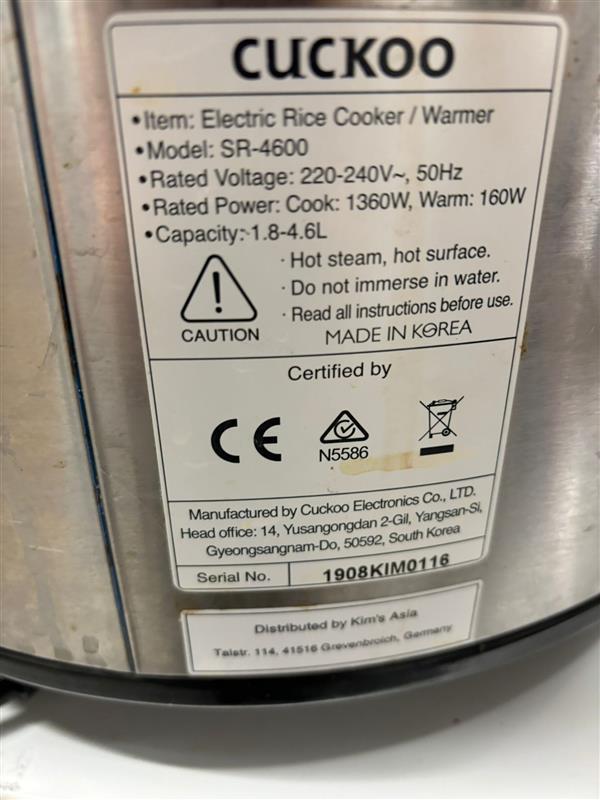 CUCKOO
•Item: Electric Rice Cooker / Warmer
•Model: SR-4600
•Rated Voltage: 220-240V~, 50Hz
•Rated Power: Cook: 1360W, Warm: 160W
•Capacity: 1.8-4.6L
· Hot steam, hot surface.
· Do not immerse in water.
· Read all instructions before use.
CAUTION
MADE IN KOREA
Certified by
CE
N5586
Manufactured by Cuckoo Electronics Co., LTD.
Head office: 14, Yusangongdan 2-Gil, Yangsan-Si,
Gyeongsangnam-Do, 50592, South Korea
Serial No. 1908KIM0116
Distributed by Kim's Asia
Talstr. 114, 41516 Grevenbroich, Germany